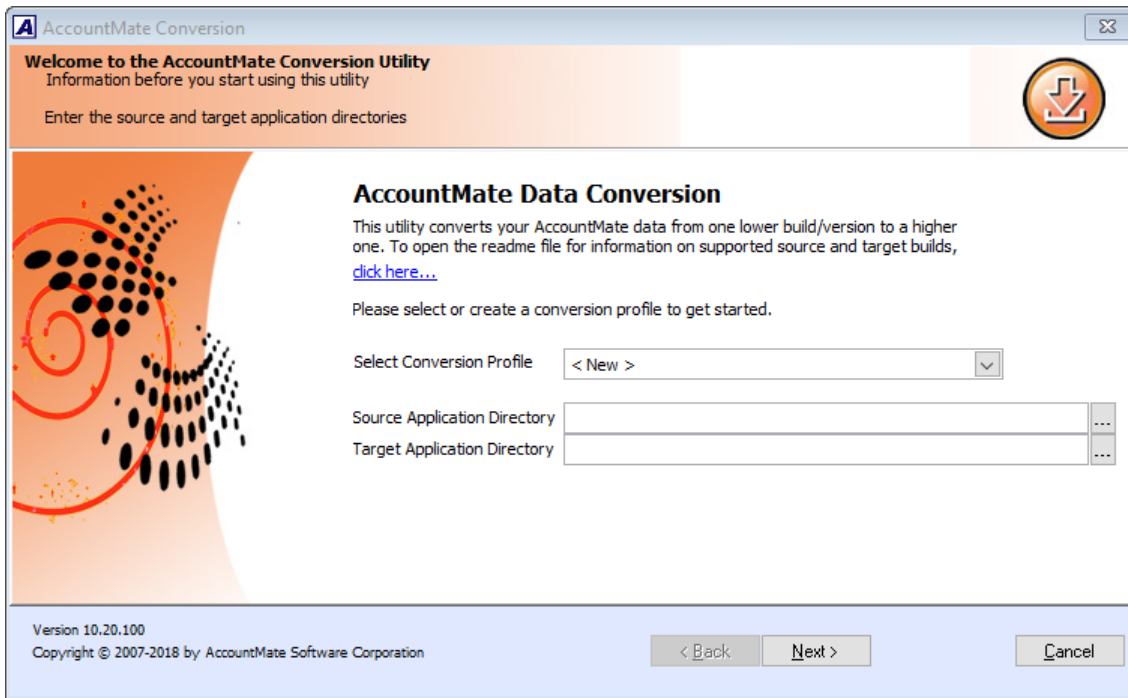 AccountMate Conversion
Welcome to the AccountMate Conversion Utility
Information before you start using this utility
Enter the source and target application directories
AccountMate Data Conversion
This utility converts your AccountMate data from one lower build/version to a higher
one. To open the readme file for information on supported source and target builds,
click here...
Please select or create a conversion profile to get started.
Select Conversion Profile < New >
Source Application Directory ...
Target Application Directory ...
Version 10.20.100
Copyright © 2007-2018 by AccountMate Software Corporation
< Back Next > Cancel